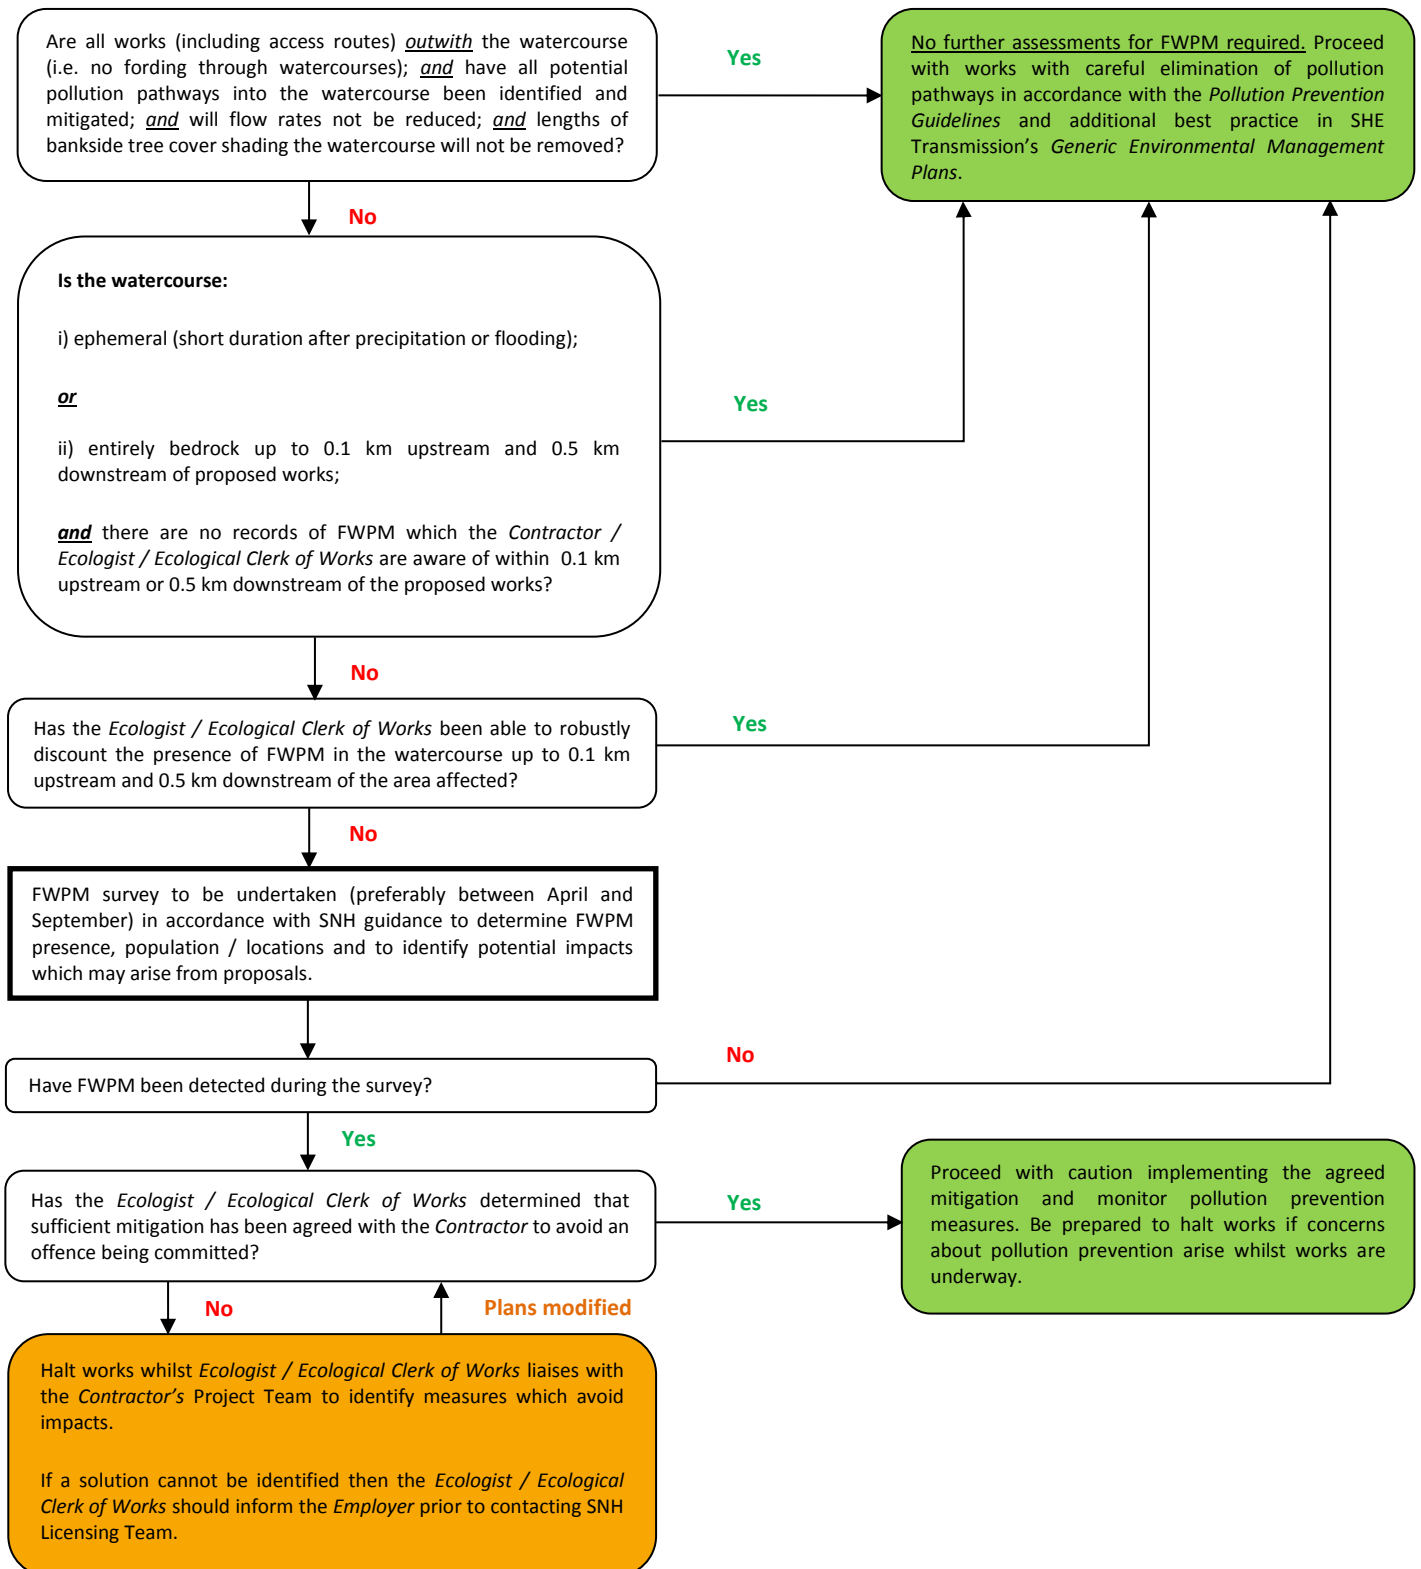 Are all works (including access routes) outwith the watercourse
(i.e. no fording through watercourses); and have all potential
pollution pathways into the watercourse been identified and
mitigated; and will flow rates not be reduced; and lengths of
bankside tree cover shading the watercourse will not be removed?
Yes
No further assessments for FWPM required. Proceed
with works with careful elimination of pollution
pathways in accordance with the Pollution Prevention
Guidelines and additional best practice in SHE
Transmission's Generic Environmental Management
Plans.
No
Is the watercourse:
i) ephemeral (short duration after precipitation or flooding);
or
ii) entirely bedrock up to 0.1 km upstream and 0.5 km
downstream of proposed works;
and there are no records of FWPM which the Contractor /
Ecologist / Ecological Clerk of Works are aware of within 0.1 km
upstream or 0.5 km downstream of the proposed works?
Yes
No
Has the Ecologist / Ecological Clerk of Works been able to robustly
discount the presence of FWPM in the watercourse up to 0.1 km
upstream and 0.5 km downstream of the area affected?
Yes
No
FWPM survey to be undertaken (preferably between April and
September) in accordance with SNH guidance to determine FWPM
presence, population / locations and to identify potential impacts
which may arise from proposals.
Have FWPM been detected during the survey?
No
Yes
Has the Ecologist / Ecological Clerk of Works determined that
sufficient mitigation has been agreed with the Contractor to avoid an
offence being committed?
Yes
Proceed with caution implementing the agreed
mitigation and monitor pollution prevention
measures. Be prepared to halt works if concerns
about pollution prevention arise whilst works are
underway.
No
Plans modified
Halt works whilst Ecologist / Ecological Clerk of Works liaises with
the Contractor's Project Team to identify measures which avoid
impacts.
If a solution cannot be identified then the Ecologist / Ecological
Clerk of Works should inform the Employer prior to contacting SNH
Licensing Team.